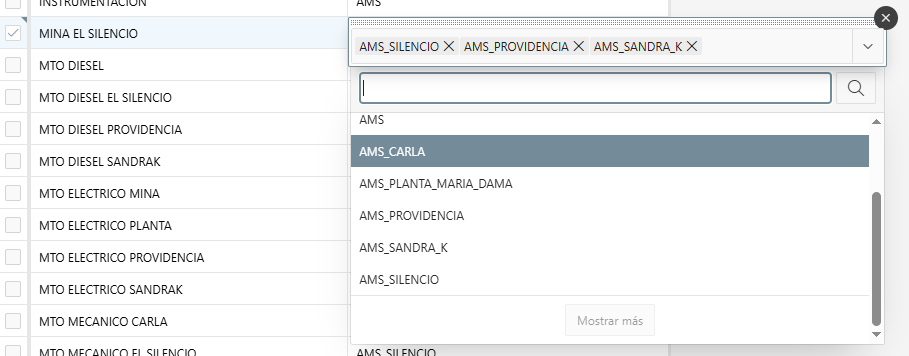 INSTRUMENTACION AMS
MINA EL SILENCIO AMS_SILENCIO AMS_PROVIDENCIA AMS_SANDRA_K
MTO DIESEL
MTO DIESEL EL SILENCIO AMS
MTO DIESEL PROVIDENCIA AMS_CARLA
MTO DIESEL SANDRAK AMS_PLANTA_MARIA_DAMA
MTO ELECTRICO MINA AMS_PROVIDENCIA
MTO ELECTRICO PLANTA AMS_SANDRA_K
MTO ELECTRICO PROVIDENCIA AMS_SILENCIO
MTO ELECTRICO SANDRAK
MTO MECANICO CARLA Mostrar más
MTO MECANICO EL SILENCIO AMS_SILENCIO